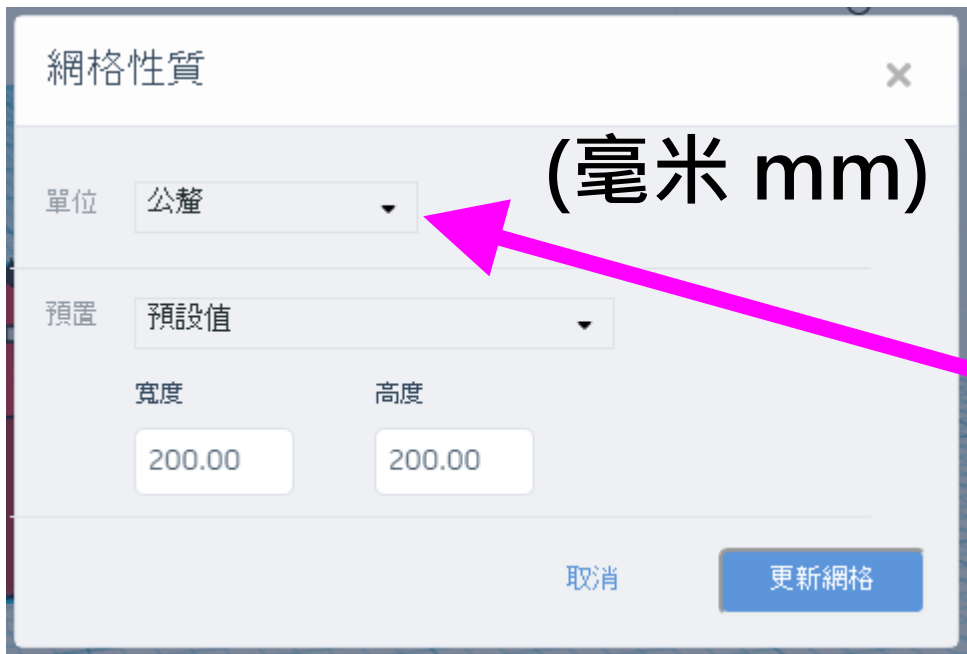 網格性質
(毫米 mm)
單位 公釐
預置 預設值
寬度 高度
200.00 200.00
取消 更新網格